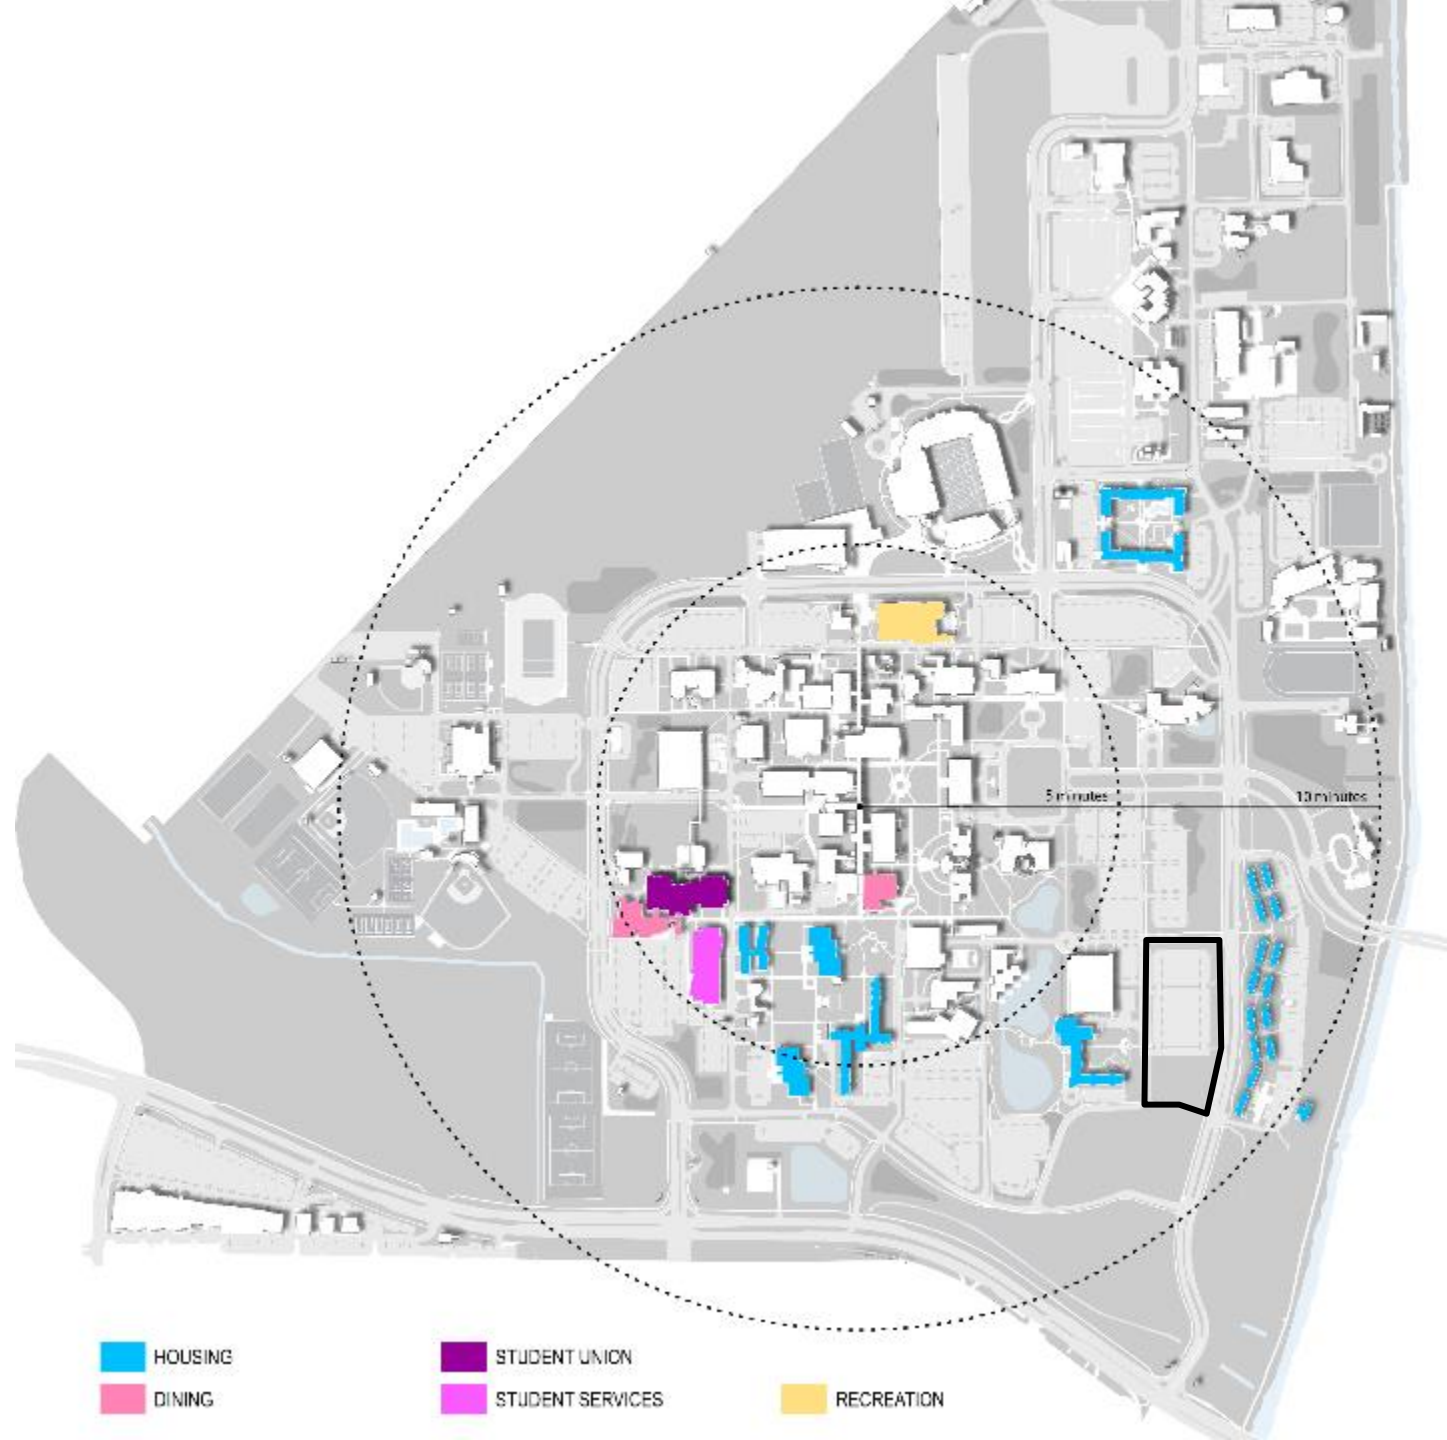 5 minutes
10 minutes
HOUSING
STUDENT UNION
DINING
STUDENT SERVICES
RECREATION